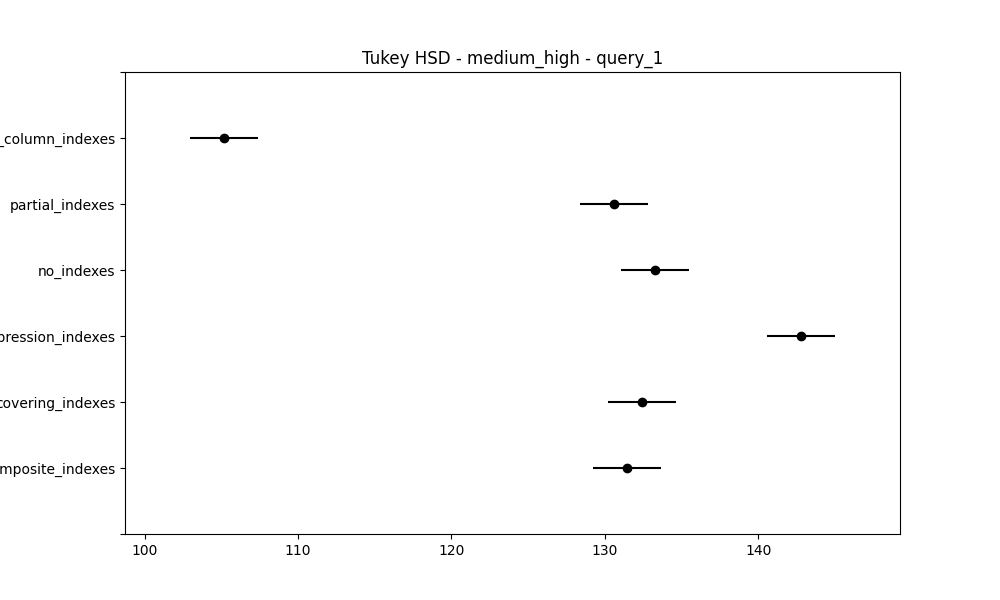 Tukey HSD - medium_high - query_1
_column_indexes
partial_indexes
no_indexes
pression_indexes
covering_indexes
mposite_indexes
100 110 120 130 140